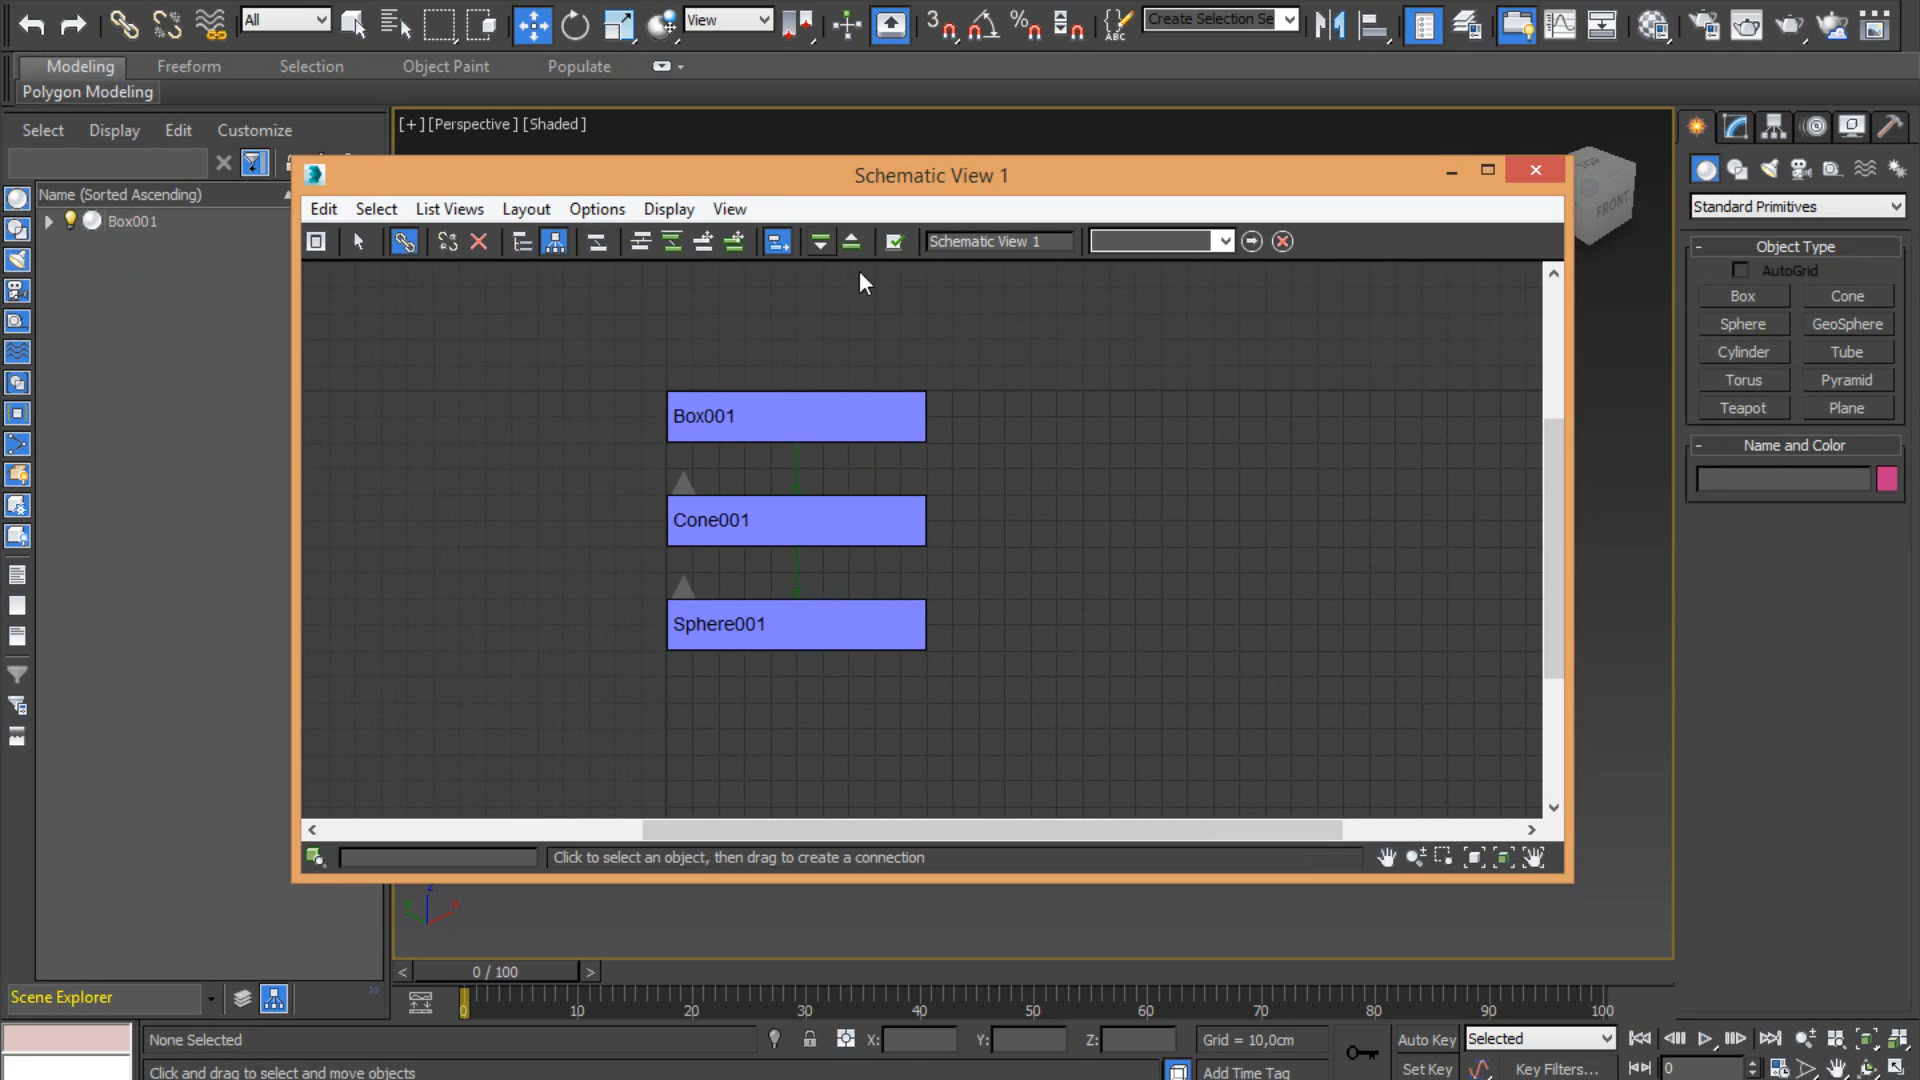 All
View
3
%
ABC
Create Selection Se
Modeling
Freeform
Selection
Object Paint
Populate
Polygon Modeling
Select
Display
Edit
Customize
[+] [Perspective] [Shaded]
FRONT
Name (Sorted Ascending)
Box001
Schematic View 1
Edit
Select
List Views
Layout
Options
Display
View
Schematic View 1
Box001
Cone001
Sphere001
Click to select an object, then drag to create a connection
Standard Primitives
Object Type
AutoGrid
Box
Cone
Sphere
GeoSphere
Cylinder
Tube
Torus
Pyramid
Teapot
Plane
Name and Color
0 / 100
Scene Explorer
0
10
20
30
40
50
60
70
80
90
100
None Selected
X:
Y:
Z:
Grid = 10,0cm
Auto Key
Selected
Click and drag to select and move objects
Add Time Tag
Set Key
Key Filters...
0